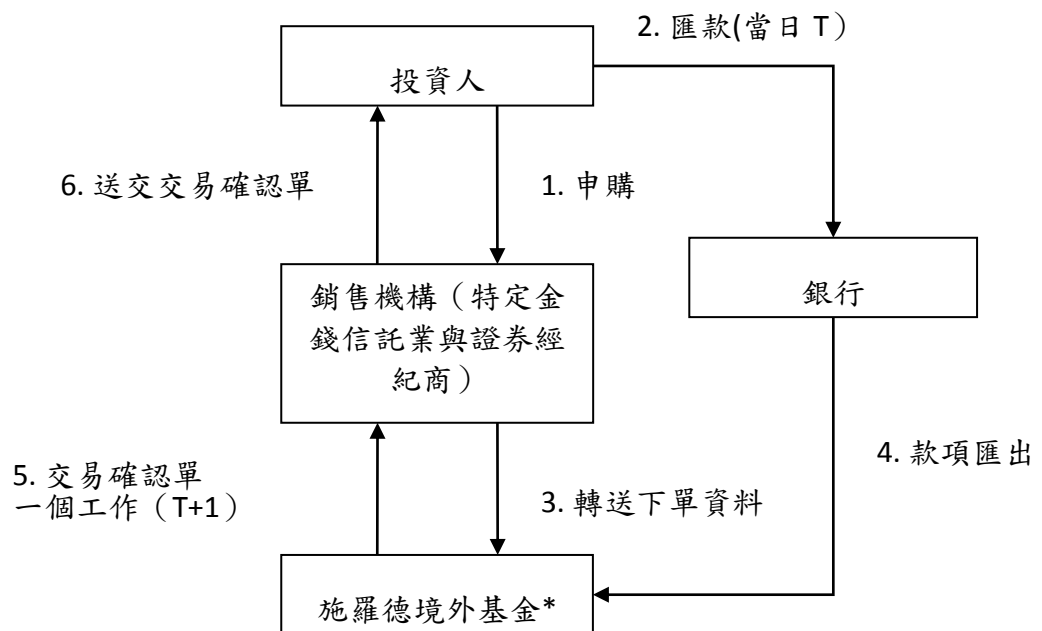 2. 匯款(當日 T)
投資人
6. 送交交易確認單
1. 申購
銷售機構（特定金
錢信託業與證券經
紀商）
銀行
5. 交易確認單
一個工作（T+1）
3. 轉送下單資料
4. 款項匯出
施羅德境外基金*